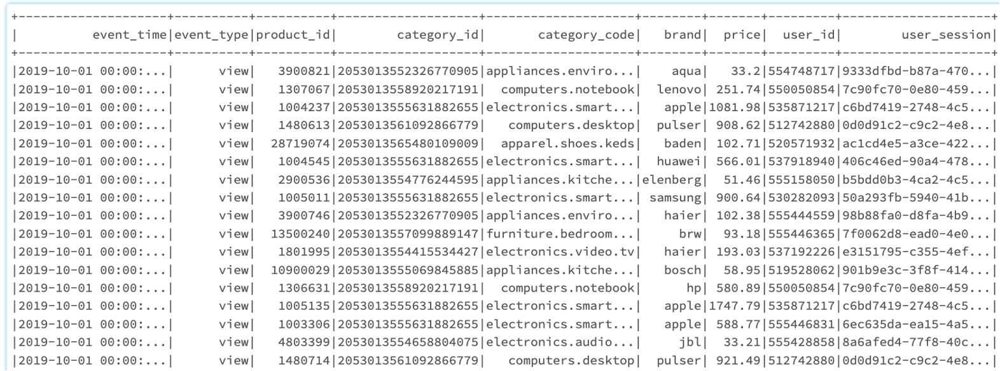 +--------------------+----------+----------+-------------------+--------------------+--------+-------+---------+--------------------+
|          event_time|event_type|product_id|        category_id|       category_code|   brand|  price|  user_id|        user_session|
+--------------------+----------+----------+-------------------+--------------------+--------+-------+---------+--------------------+
|2019-10-01 00:00:...|      view|   3900821|2053013552326770905|appliances.enviro...|    aqua|   33.2|554748717|9333dfbd-b87a-470...|
|2019-10-01 00:00:...|      view|   1307067|2053013558920217191|  computers.notebook|  lenovo| 251.74|550050854|7c90fc70-0e80-459...|
|2019-10-01 00:00:...|      view|   1004237|2053013555631882655|electronics.smart...|   apple|1081.98|535871217|c6bd7419-2748-4c5...|
|2019-10-01 00:00:...|      view|   1480613|2053013561092866779|   computers.desktop|  pulser| 908.62|512742880|0d0d91c2-c9c2-4e8...|
|2019-10-01 00:00:...|      view|  28719074|2053013565480109009|  apparel.shoes.keds|   baden| 102.71|520571932|ac1cd4e5-a3ce-422...|
|2019-10-01 00:00:...|      view|   1004545|2053013555631882655|electronics.smart...|  huawei| 566.01|537918940|406c46ed-90a4-478...|
|2019-10-01 00:00:...|      view|   2900536|2053013554776244595|appliances.kitche...|elenberg|  51.46|555158050|b5bdd0b3-4ca2-4c5...|
|2019-10-01 00:00:...|      view|   1005011|2053013555631882655|electronics.smart...| samsung| 900.64|530282093|50a293fb-5940-41b...|
|2019-10-01 00:00:...|      view|   3900746|2053013552326770905|appliances.enviro...|   haier| 102.38|555444559|98b88fa0-d8fa-4b9...|
|2019-10-01 00:00:...|      view|  13500240|2053013557099889147|furniture.bedroom...|     brw|  93.18|555446365|7f0062d8-ead0-4e0...|
|2019-10-01 00:00:...|      view|   1801995|2053013554415534427|electronics.video.tv|   haier| 193.03|537192226|e3151795-c355-4ef...|
|2019-10-01 00:00:...|      view|  10900029|2053013555069845885|appliances.kitche...|   bosch|  58.95|519528062|901b9e3c-3f8f-414...|
|2019-10-01 00:00:...|      view|   1306631|2053013558920217191|  computers.notebook|      hp| 580.89|550050854|7c90fc70-0e80-459...|
|2019-10-01 00:00:...|      view|   1005135|2053013555631882655|electronics.smart...|   apple|1747.79|535871217|c6bd7419-2748-4c5...|
|2019-10-01 00:00:...|      view|   1003306|2053013555631882655|electronics.smart...|   apple| 588.77|555446831|6ec635da-ea15-4a5...|
|2019-10-01 00:00:...|      view|   4803399|2053013554658804075|electronics.audio...|     jbl|  33.21|555428858|8a6afed4-77f8-40c...|
|2019-10-01 00:00:...|      view|   1480714|2053013561092866779|   computers.desktop|  pulser| 921.49|512742880|0d0d91c2-c9c2-4e8...|